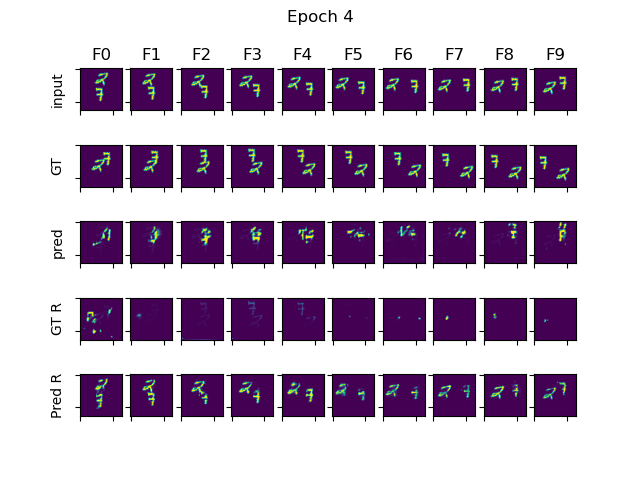 Epoch 4
F0 F1 F2 F3 F4 F5 F6 F7 F8 F9
input
GT
pred
GT R
Pred R